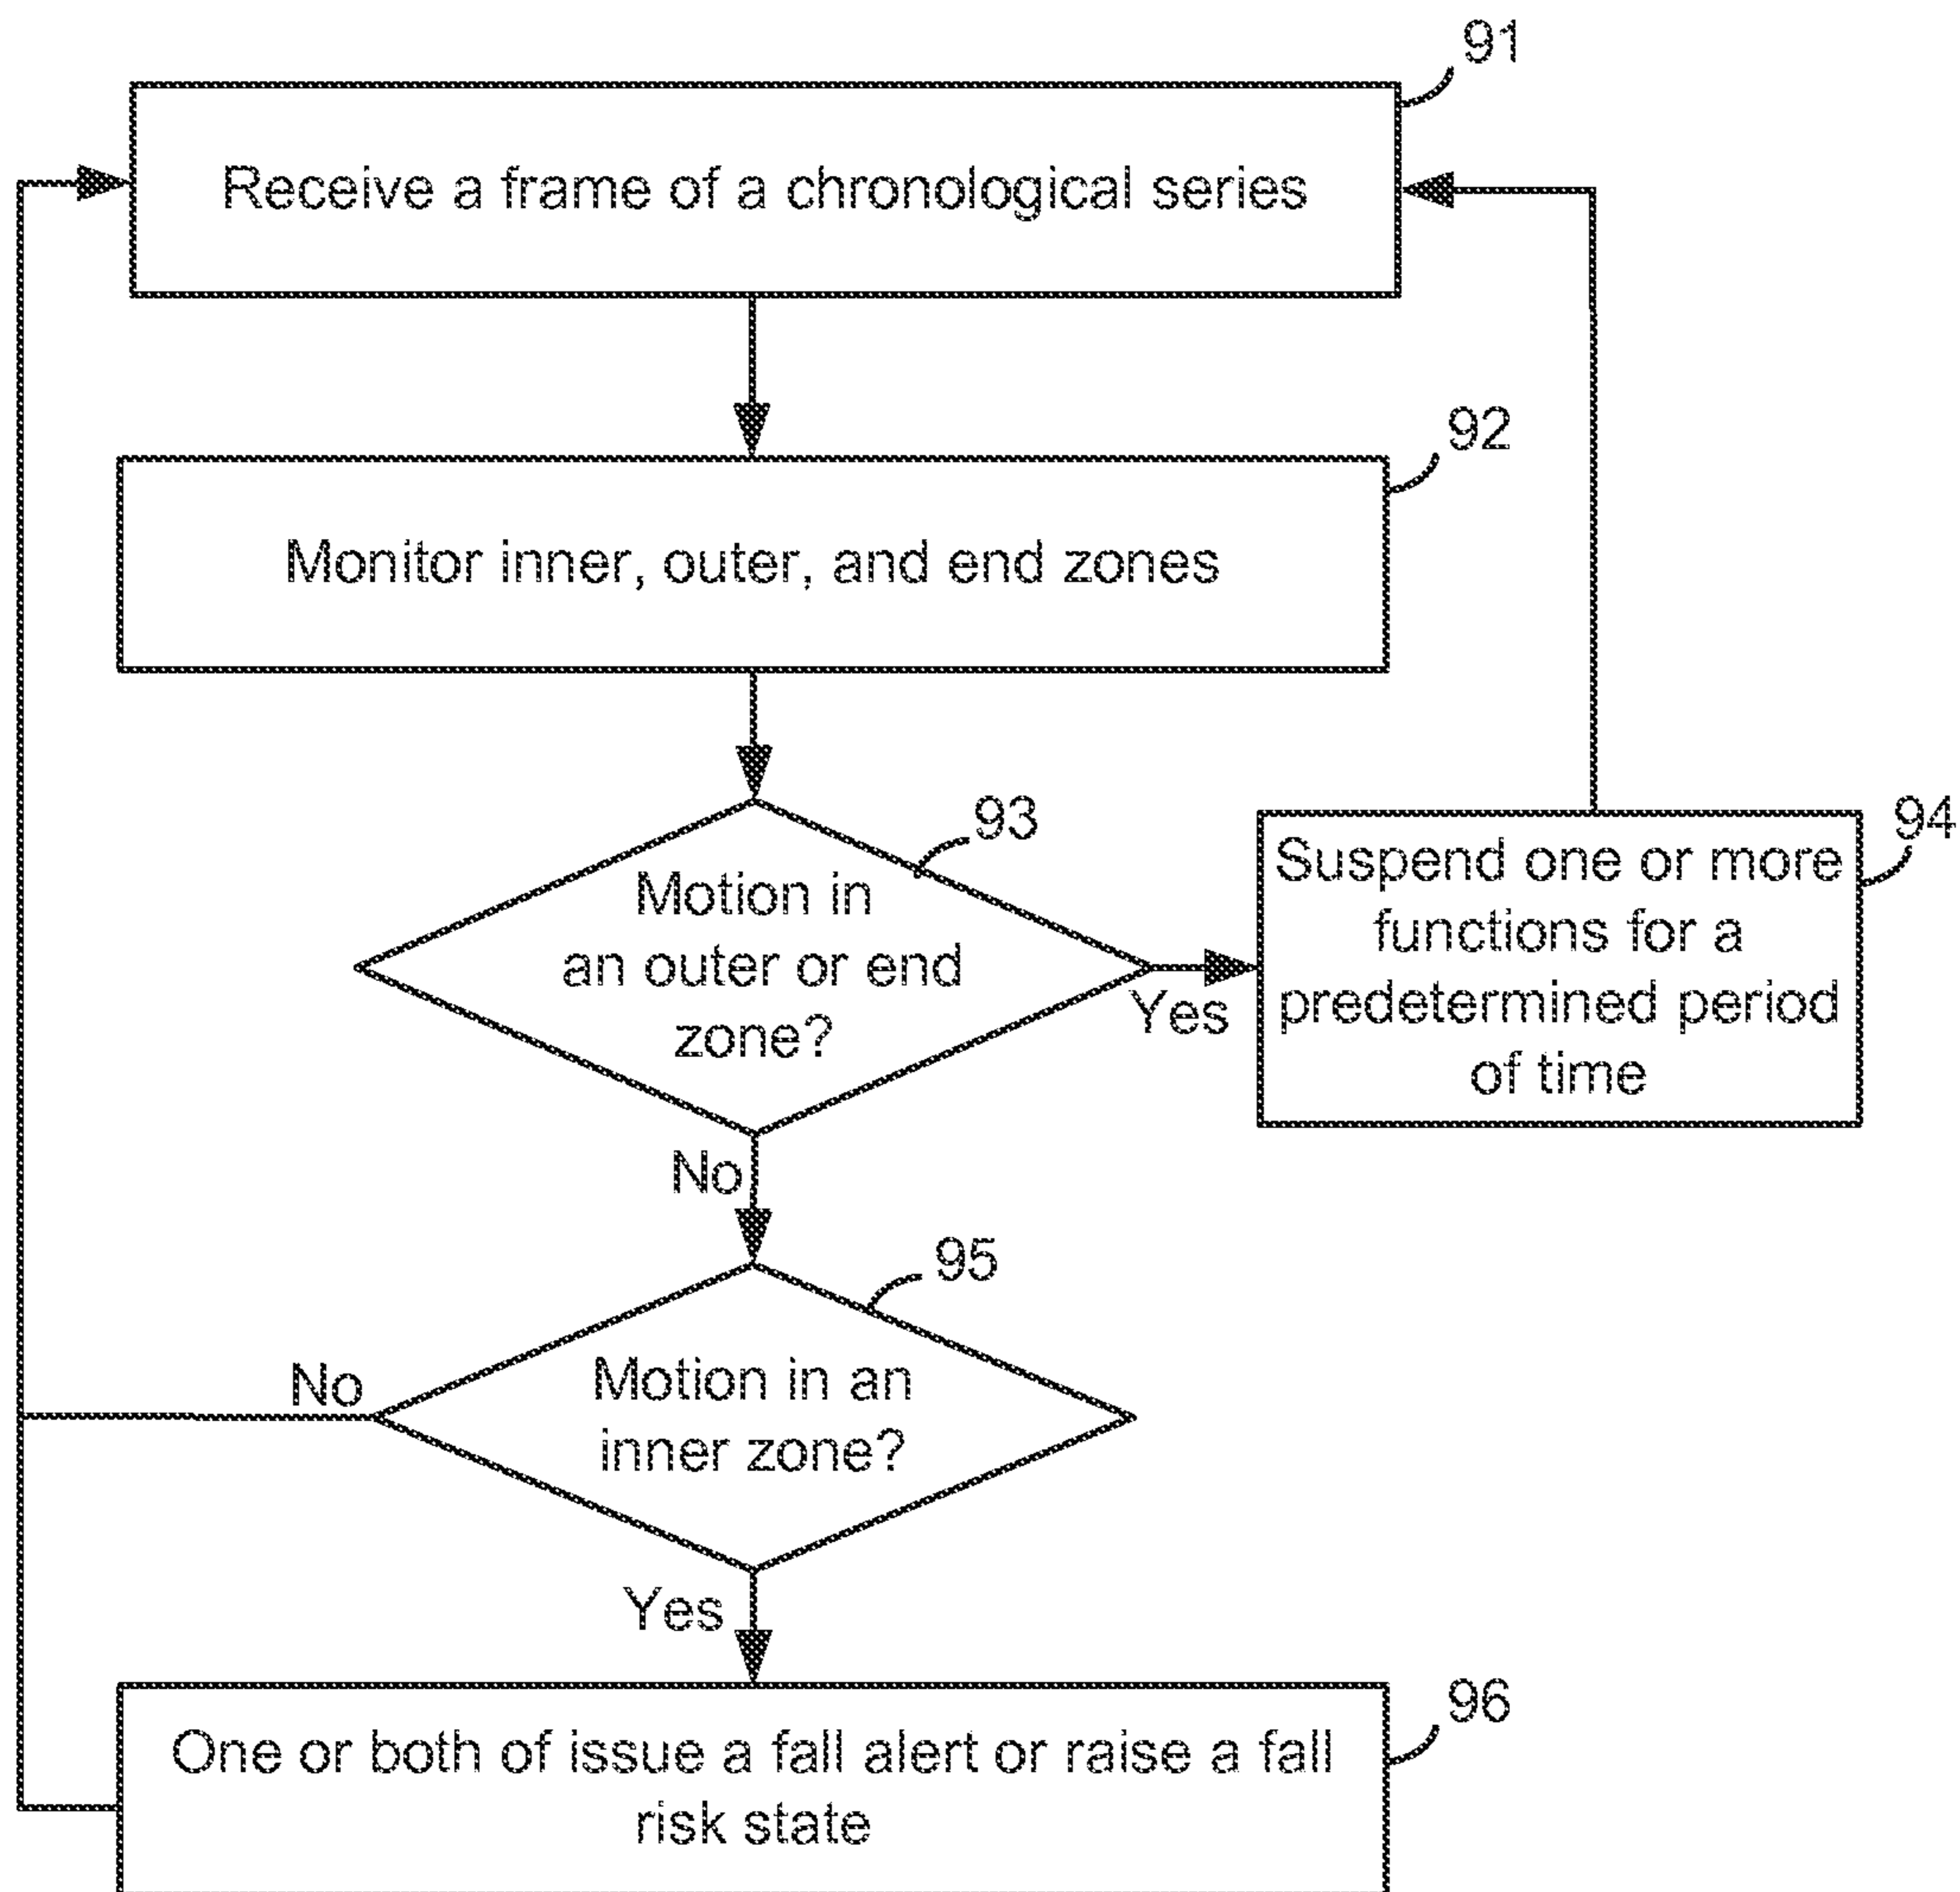 91
Receive a frame of a chronological series
92
Monitor inner, outer, and end zones
93
Motion in
an outer or end
zone?
Yes
94
Suspend one or more
functions for a
predetermined period
of time
No
95
Motion in an
inner zone?
No
Yes
96
One or both of issue a fall alert or raise a fall
risk state